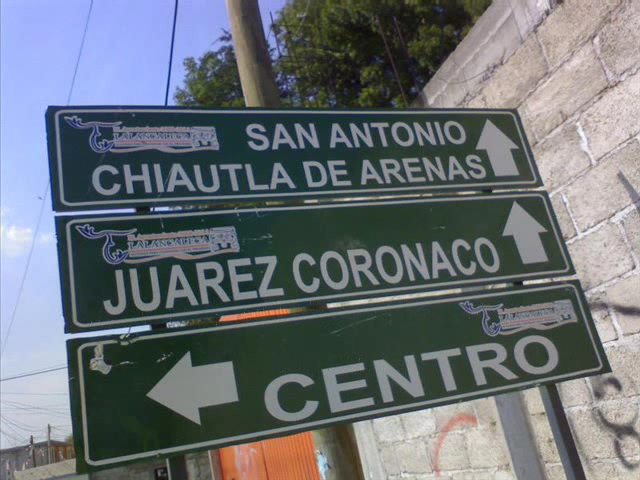 SAN ANTONIO
CHIAUTLA DE ARENAS
JUAREZ CORONACO
CENTRO